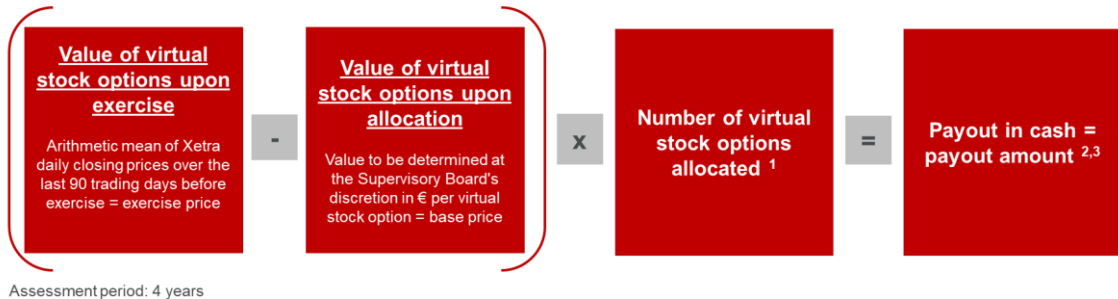 Value of virtual
stock options upon
exercise
Arithmetic mean of Xetra
daily closing prices over the
last 90 trading days before
exercise = exercise price
-
Value of virtual
stock options upon
allocation
Value to be determined at
the Supervisory Board's
discretion in € per virtual
stock option = base price
x
Number of virtual
stock options
allocated 1
=
Payout in cash =
payout amount 2,3
Assessment period: 4 years